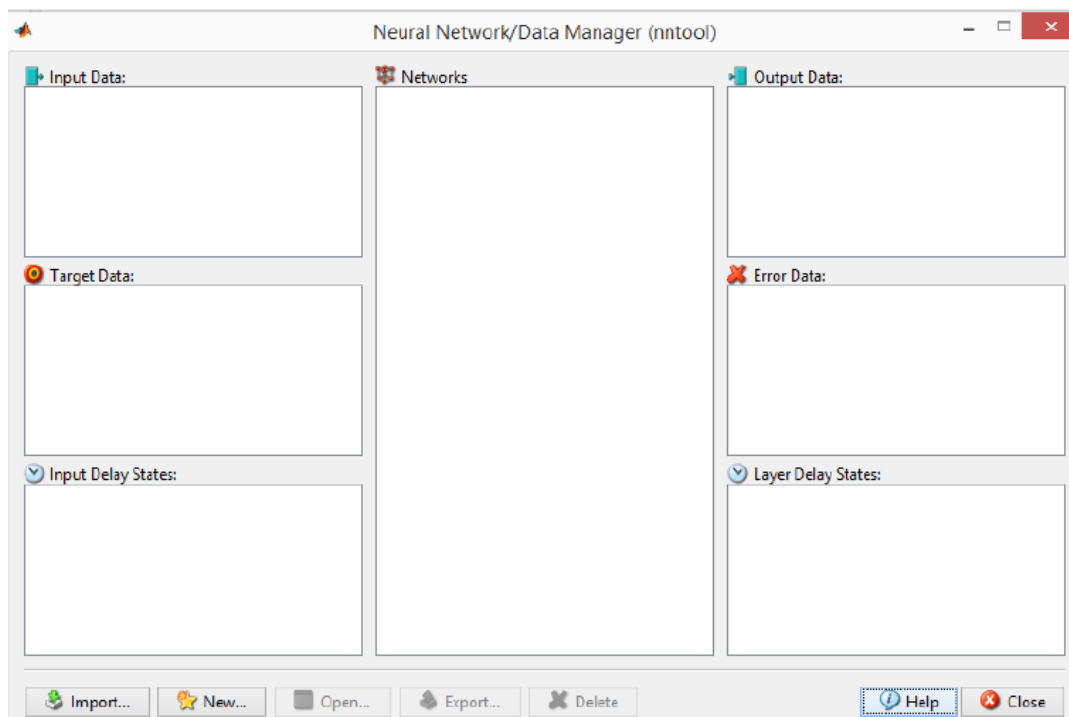 Neural Network/Data Manager (nntool)
Input Data:
Networks
Output Data:
Target Data:
Error Data:
Input Delay States:
Layer Delay States:
Import...
New...
Open...
Export...
Delete
Help
Close